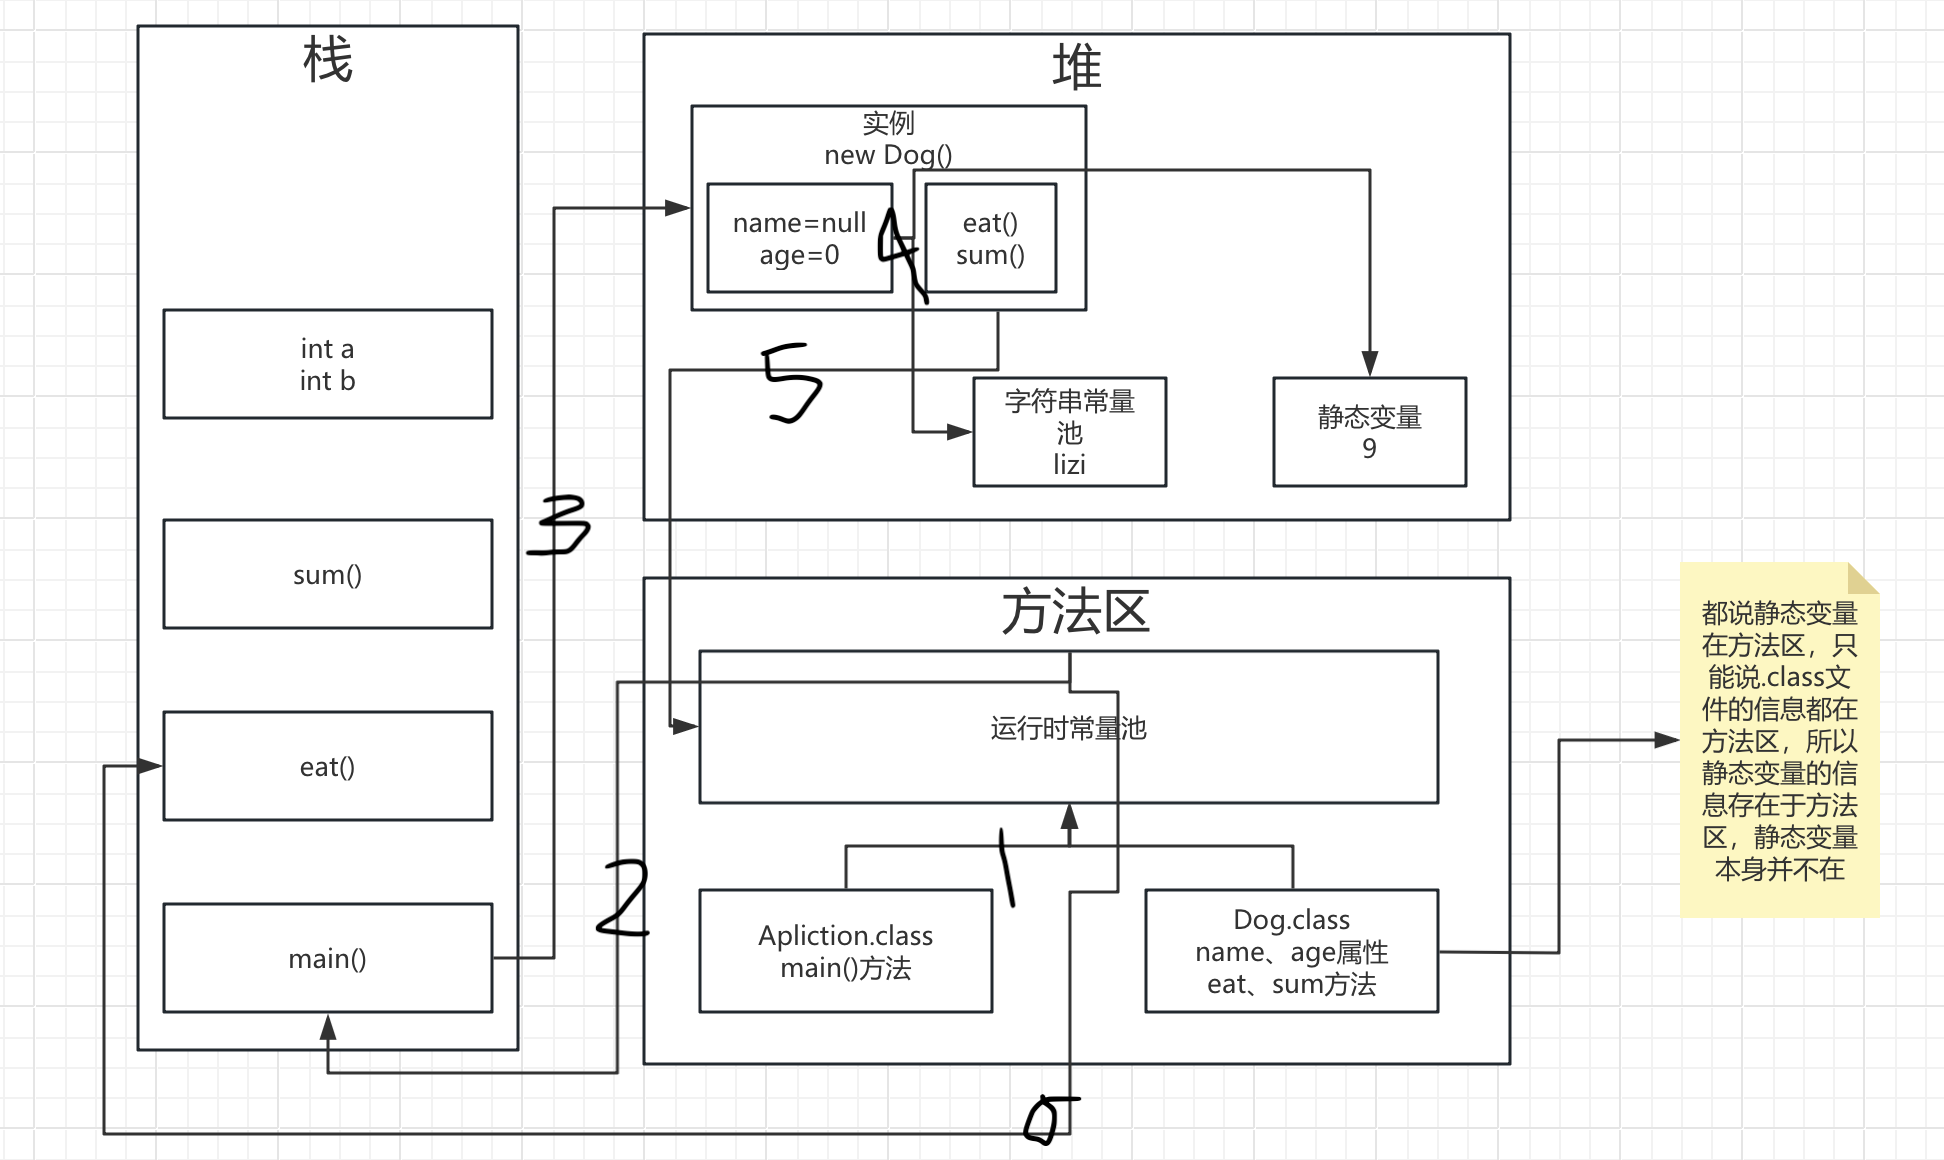 栈
int a
int b
sum()
eat()
main()
堆
实例
new Dog()
name=null
age=0
eat()
sum()
字符串常量
池
lizi
静态变量
9
方法区
运行时常量池
Apliction.class
main()方法
Dog.class
name、age属性
eat、sum方法
都说静态变量
在方法区，只
能说.class文
件的信息都在
方法区，所以
静态变量的信
息存在于方法
区，静态变量
本身并不在
1
2
3
4
5